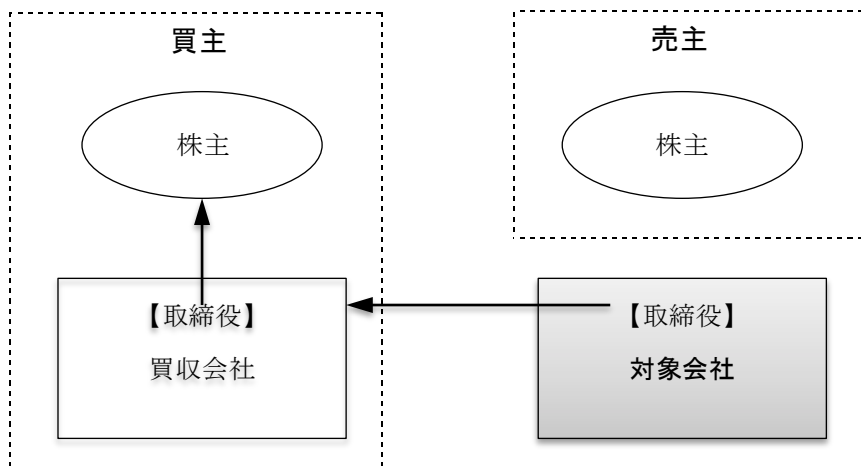 買主
売主
株主
株主
【取締役】
買収会社
【取締役】
対象会社